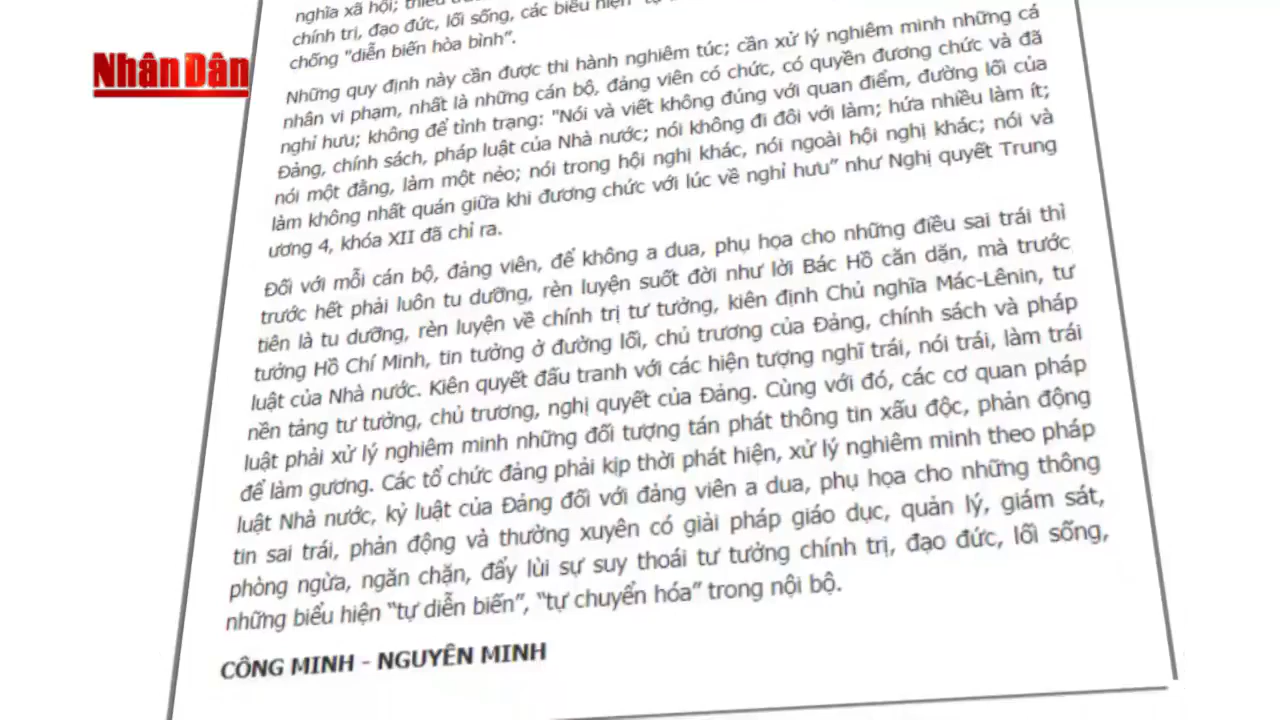 nghĩa xã hội;
chính trị, đạo đức, lối sống, các biểu hiện "tự
chống "diễn biến hòa bình".
Nhân Dân
Những quy định này cần được thi hành nghiêm túc; cần xử lý nghiêm minh những cá
nhân vi phạm, nhất là những cán bộ, đảng viên có chức, có quyền đương chức và đã
nghỉ hưu; không để tình trạng: "Nói và viết không đúng với quan điểm, đường lối của
Đảng, chính sách, pháp luật của Nhà nước; nói không đi đôi với làm; hứa nhiều làm ít;
nói một đằng, làm một nẻo; nói trong hội nghị khác, nói ngoài hội nghị khác; nói và
làm không nhất quán giữa khi đương chức với lúc về nghỉ hưu” như Nghị quyết Trung
ương 4, khóa XII đã chỉ ra.
Đối với mỗi cán bộ, đảng viên, để không a dua, phụ họa cho những điều sai trái thì
trước hết phải luôn tu dưỡng, rèn luyện suốt đời như lời Bác Hồ căn dặn, mà trước
tiên là tu dưỡng, rèn luyện về chính trị tư tưởng, kiên định Chủ nghĩa Mác-Lênin, tư
tưởng Hồ Chí Minh, tin tưởng ở đường lối, chủ trương của Đảng, chính sách và pháp
luật của Nhà nước. Kiên quyết đấu tranh với các hiện tượng nghĩ trái, nói trái, làm trái
nền tảng tư tưởng, chủ trương, nghị quyết của Đảng. Cùng với đó, các cơ quan pháp
luật phải xử lý nghiêm minh những đối tượng tán phát thông tin xấu độc, phản động
để làm gương. Các tổ chức đảng phải kịp thời phát hiện, xử lý nghiêm minh theo pháp
luật Nhà nước, kỷ luật của Đảng đối với đảng viên a dua, phụ họa cho những thông
tin sai trái, phản động và thường xuyên có giải pháp giáo dục, quản lý, giám sát,
phòng ngừa, ngăn chặn, đẩy lùi sự suy thoái tư tưởng chính trị, đạo đức, lối sống,
những biểu hiện “tự diễn biến”, “tự chuyển hóa” trong nội bộ.
CÔNG MINH - NGUYÊN MINH